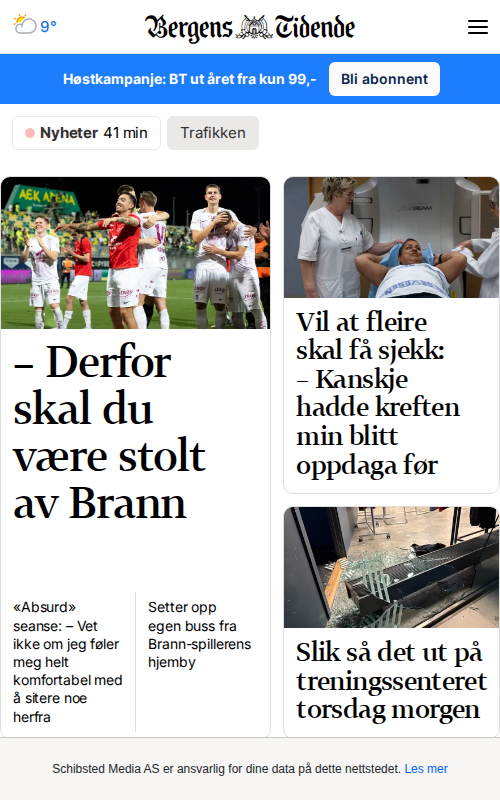 9°
Bergens Tidende
Høstkampanje: BT ut året fra kun 99,-
Bli abonnent
Nyheter 41 min
Trafikken
AEK ARENA
– Derfor
skal du
være stolt
av Brann
«Absurd»
seanse: – Vet
ikke om jeg føler
meg helt
komfortabel med
å sitere noe
herfra
Setter opp
egen buss fra
Brann-spillerens
hjemby
Vil at fleire
skal få sjekk:
– Kanskje
hadde kreften
min blitt
oppdaga før
Slik så det ut på
treningssenteret
torsdag morgen
Schibsted Media AS er ansvarlig for dine data på dette nettstedet. Les mer